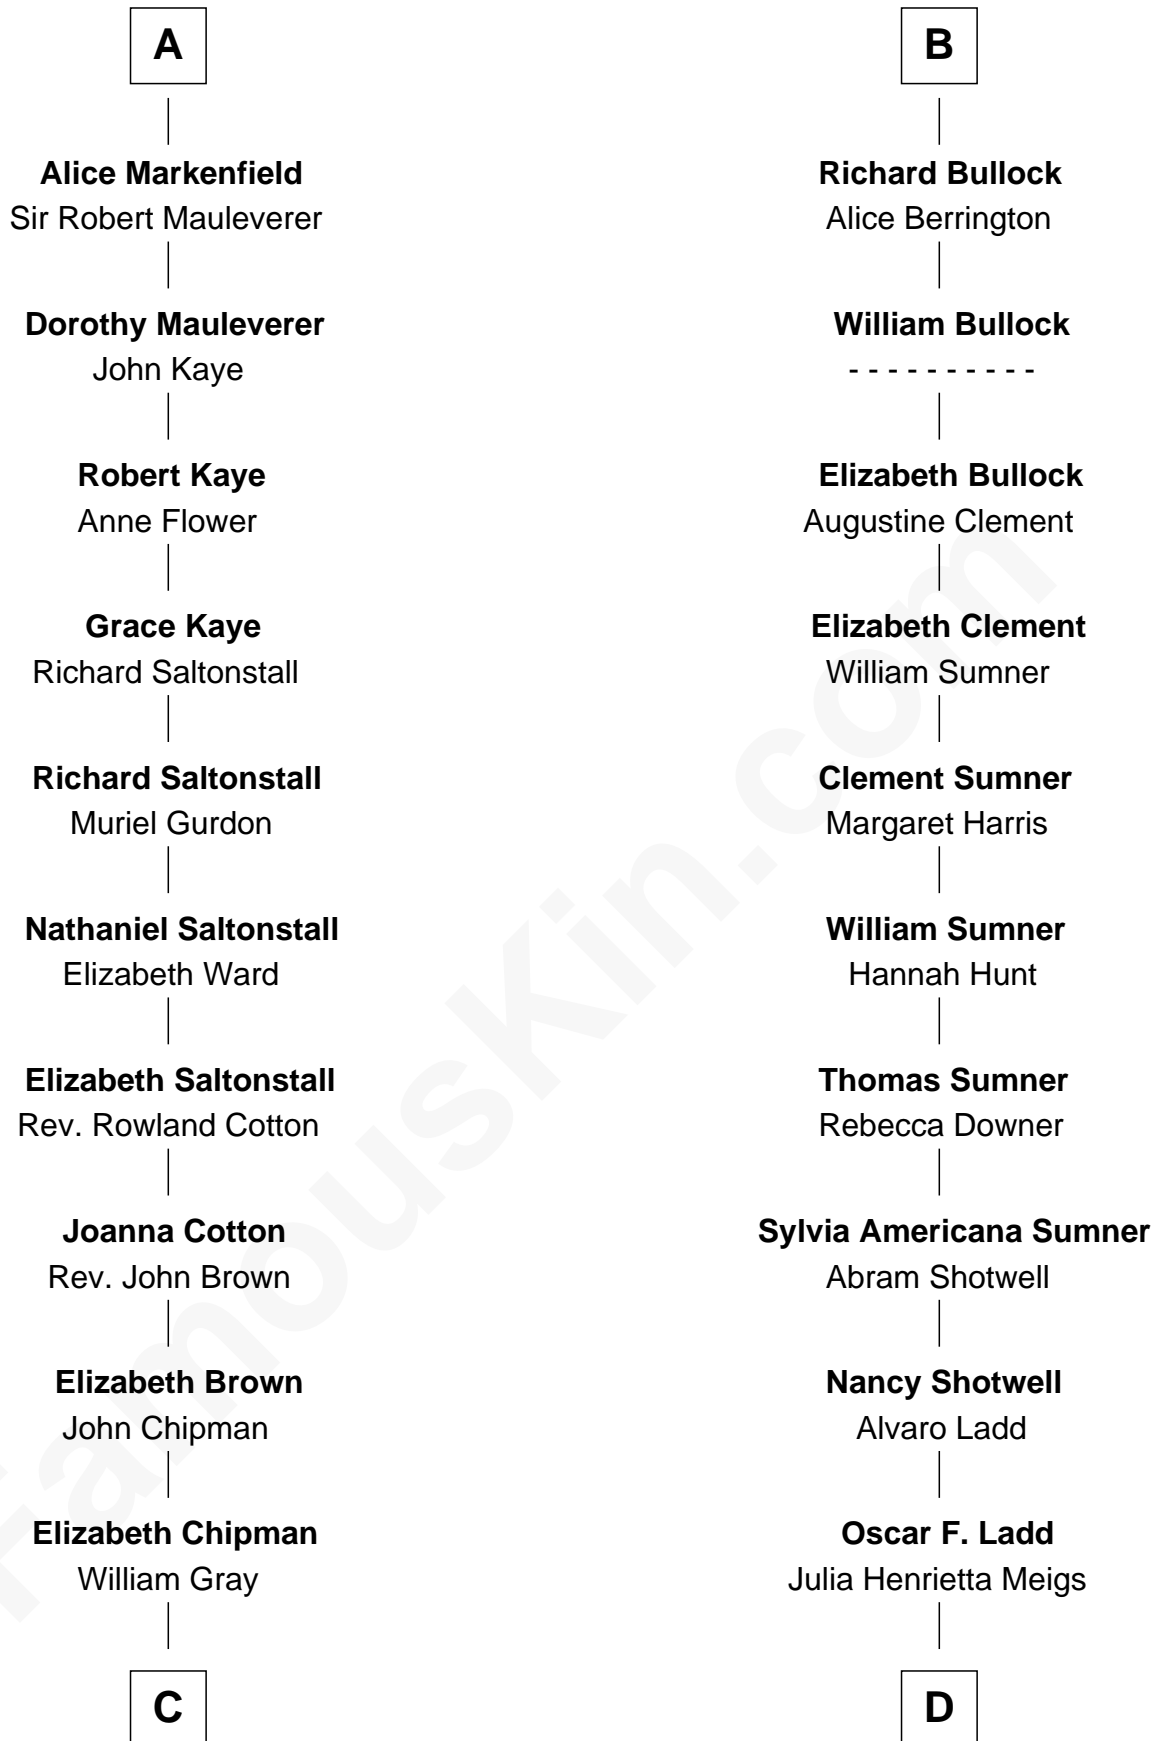 A
Alice Markenfield
Sir Robert Mauleverer
Dorothy Mauleverer
John Kaye
Robert Kaye
Anne Flower
Grace Kaye
Richard Saltonstall
Richard Saltonstall
Muriel Gurdon
Nathaniel Saltonstall
Elizabeth Ward
Elizabeth Saltonstall
Rev. Rowland Cotton
Joanna Cotton
Rev. John Brown
Elizabeth Brown
John Chipman
Elizabeth Chipman
William Gray
C
B
Richard Bullock
Alice Berrington
William Bullock
- - - - - - - - - -
Elizabeth Bullock
Augustine Clement
Elizabeth Clement
William Sumner
Clement Sumner
Margaret Harris
William Sumner
Hannah Hunt
Thomas Sumner
Rebecca Downer
Sylvia Americana Sumner
Abram Shotwell
Nancy Shotwell
Alvaro Ladd
Oscar F. Ladd
Julia Henrietta Meigs
D
FamousKin.com